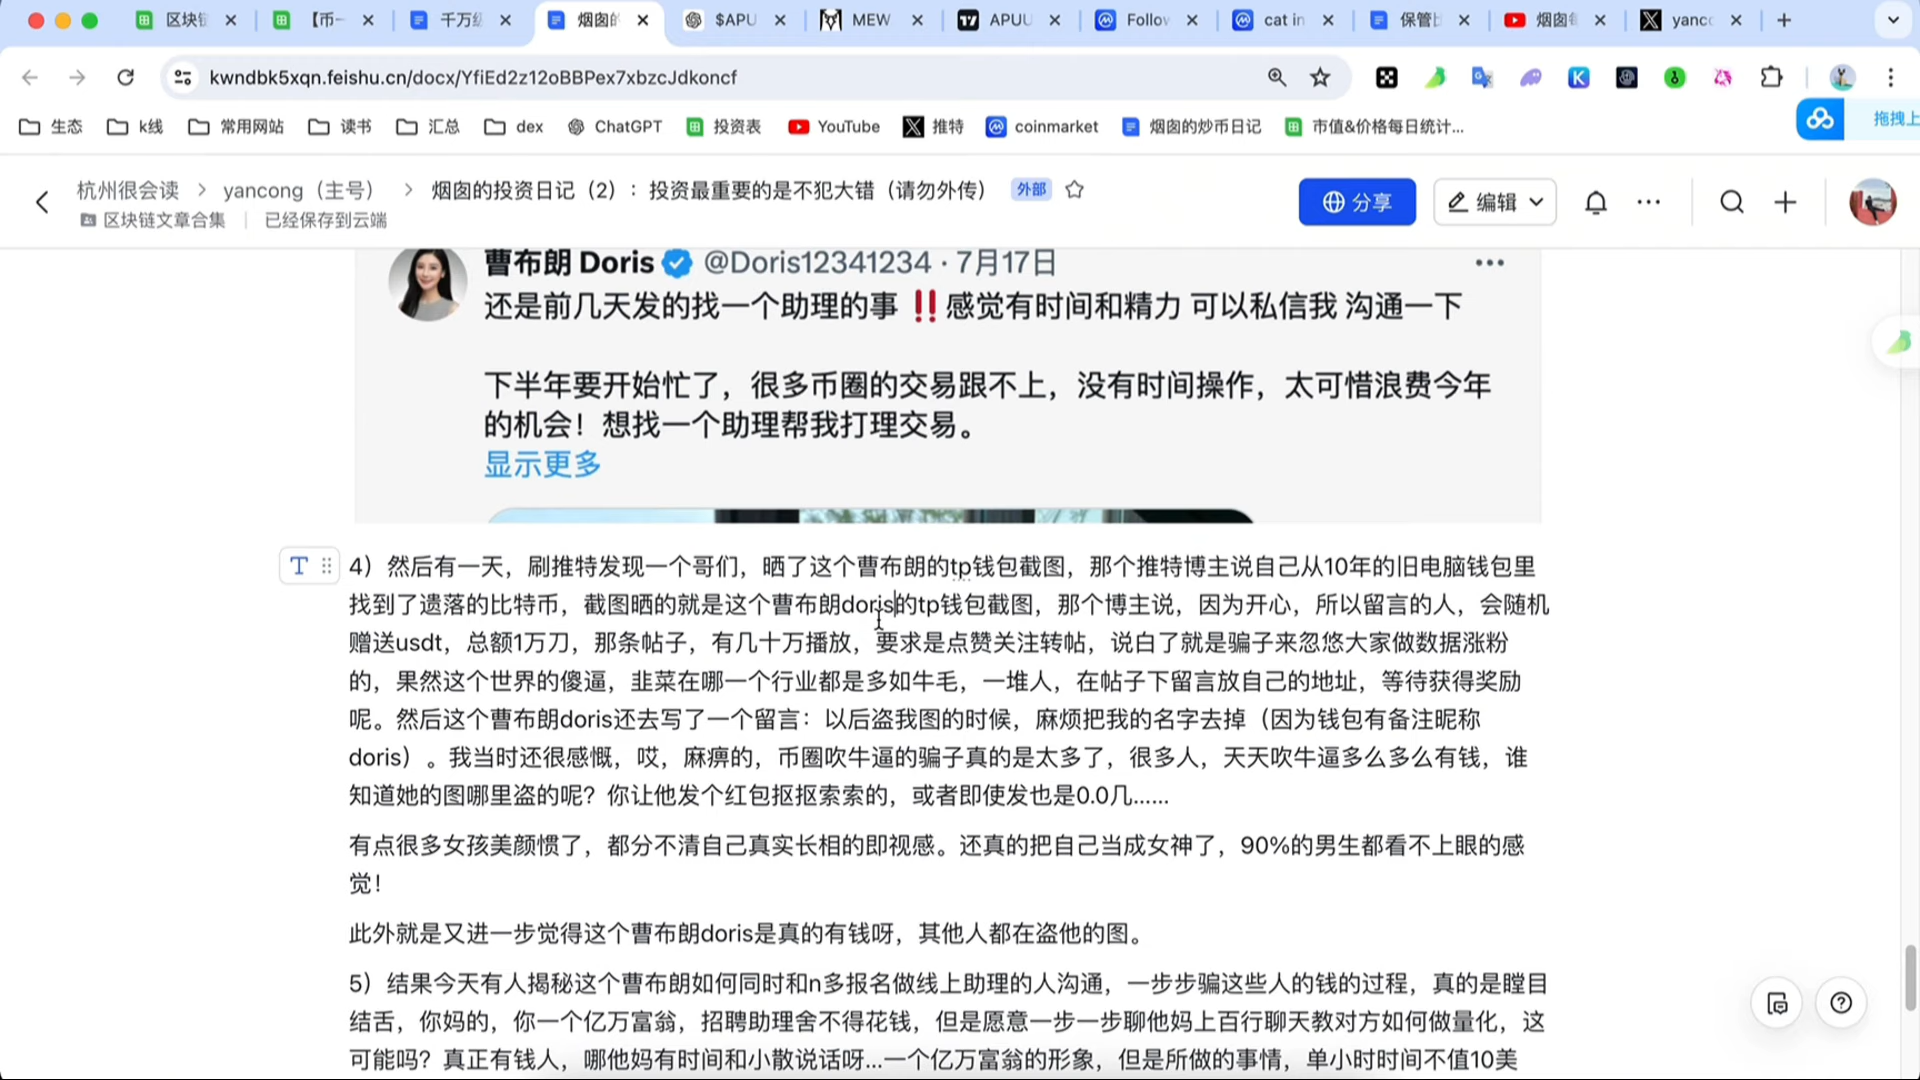 区块链
【币一
千万级
烟囱的
$APU
MEW
APUU
Follov
cat in
保管比
烟囱每
yanco
kwndbk5xqn.feishu.cn/docx/YfiEd2z12oBBPex7xbzcJdkoncf
生态
k线
常用网站
读书
汇总
dex
ChatGPT
投资表
YouTube
推特
coinmarket
烟囱的炒币日记
市值&价格每日统计...
拖拽上
杭州很会读 > yancong（主号） > 烟囱的投资日记（2）：投资最重要的是不犯大错（请勿外传）
外部
区块链文章合集 | 已经保存到云端
分享
编辑
曹布朗 Doris @Doris12341234 · 7月17日
还是前几天发的找一个助理的事 ‼️感觉有时间和精力 可以私信我 沟通一下
下半年要开始忙了，很多币圈的交易跟不上，没有时间操作，太可惜浪费今年
的机会！想找一个助理帮我打理交易。
显示更多
4）然后有一天，刷推特发现一个哥们，晒了这个曹布朗的tp钱包截图，那个推特博主说自己从10年的旧电脑钱包里
找到了遗落的比特币，截图晒的就是这个曹布朗doris的tp钱包截图，那个博主说，因为开心，所以留言的人，会随机
赠送usdt，总额1万刀，那条帖子，有几十万播放，要求是点赞关注转帖，说白了就是骗子来忽悠大家做数据涨粉
的，果然这个世界的傻逼，韭菜在哪一个行业都是多如牛毛，一堆人，在帖子下留言放自己的地址，等待获得奖励
呢。然后这个曹布朗doris还去写了一个留言：以后盗我图的时候，麻烦把我的名字去掉（因为钱包有备注昵称
doris）。我当时还很感慨，哎，麻痹的，币圈吹牛逼的骗子真的是太多了，很多人，天天吹牛逼多么多么有钱，谁
知道她的图哪里盗的呢？你让他发个红包抠抠索索的，或者即使发也是0.0几......
有点很多女孩美颜惯了，都分不清自己真实长相的即视感。还真的把自己当成女神了，90%的男生都看不上眼的感
觉！
此外就是又进一步觉得这个曹布朗doris是真的有钱呀，其他人都在盗他的图。
5）结果今天有人揭秘这个曹布朗如何同时和n多报名做线上助理的人沟通，一步步骗这些人的钱的过程，真的是瞠目
结舌，你妈的，你一个亿万富翁，招聘助理舍不得花钱，但是愿意一步一步聊他妈上百行聊天教对方如何做量化，这
可能吗？真正有钱人，哪他妈有时间和小散说话呀...一个亿万富翁的形象，但是所做的事情，单小时时间不值10美